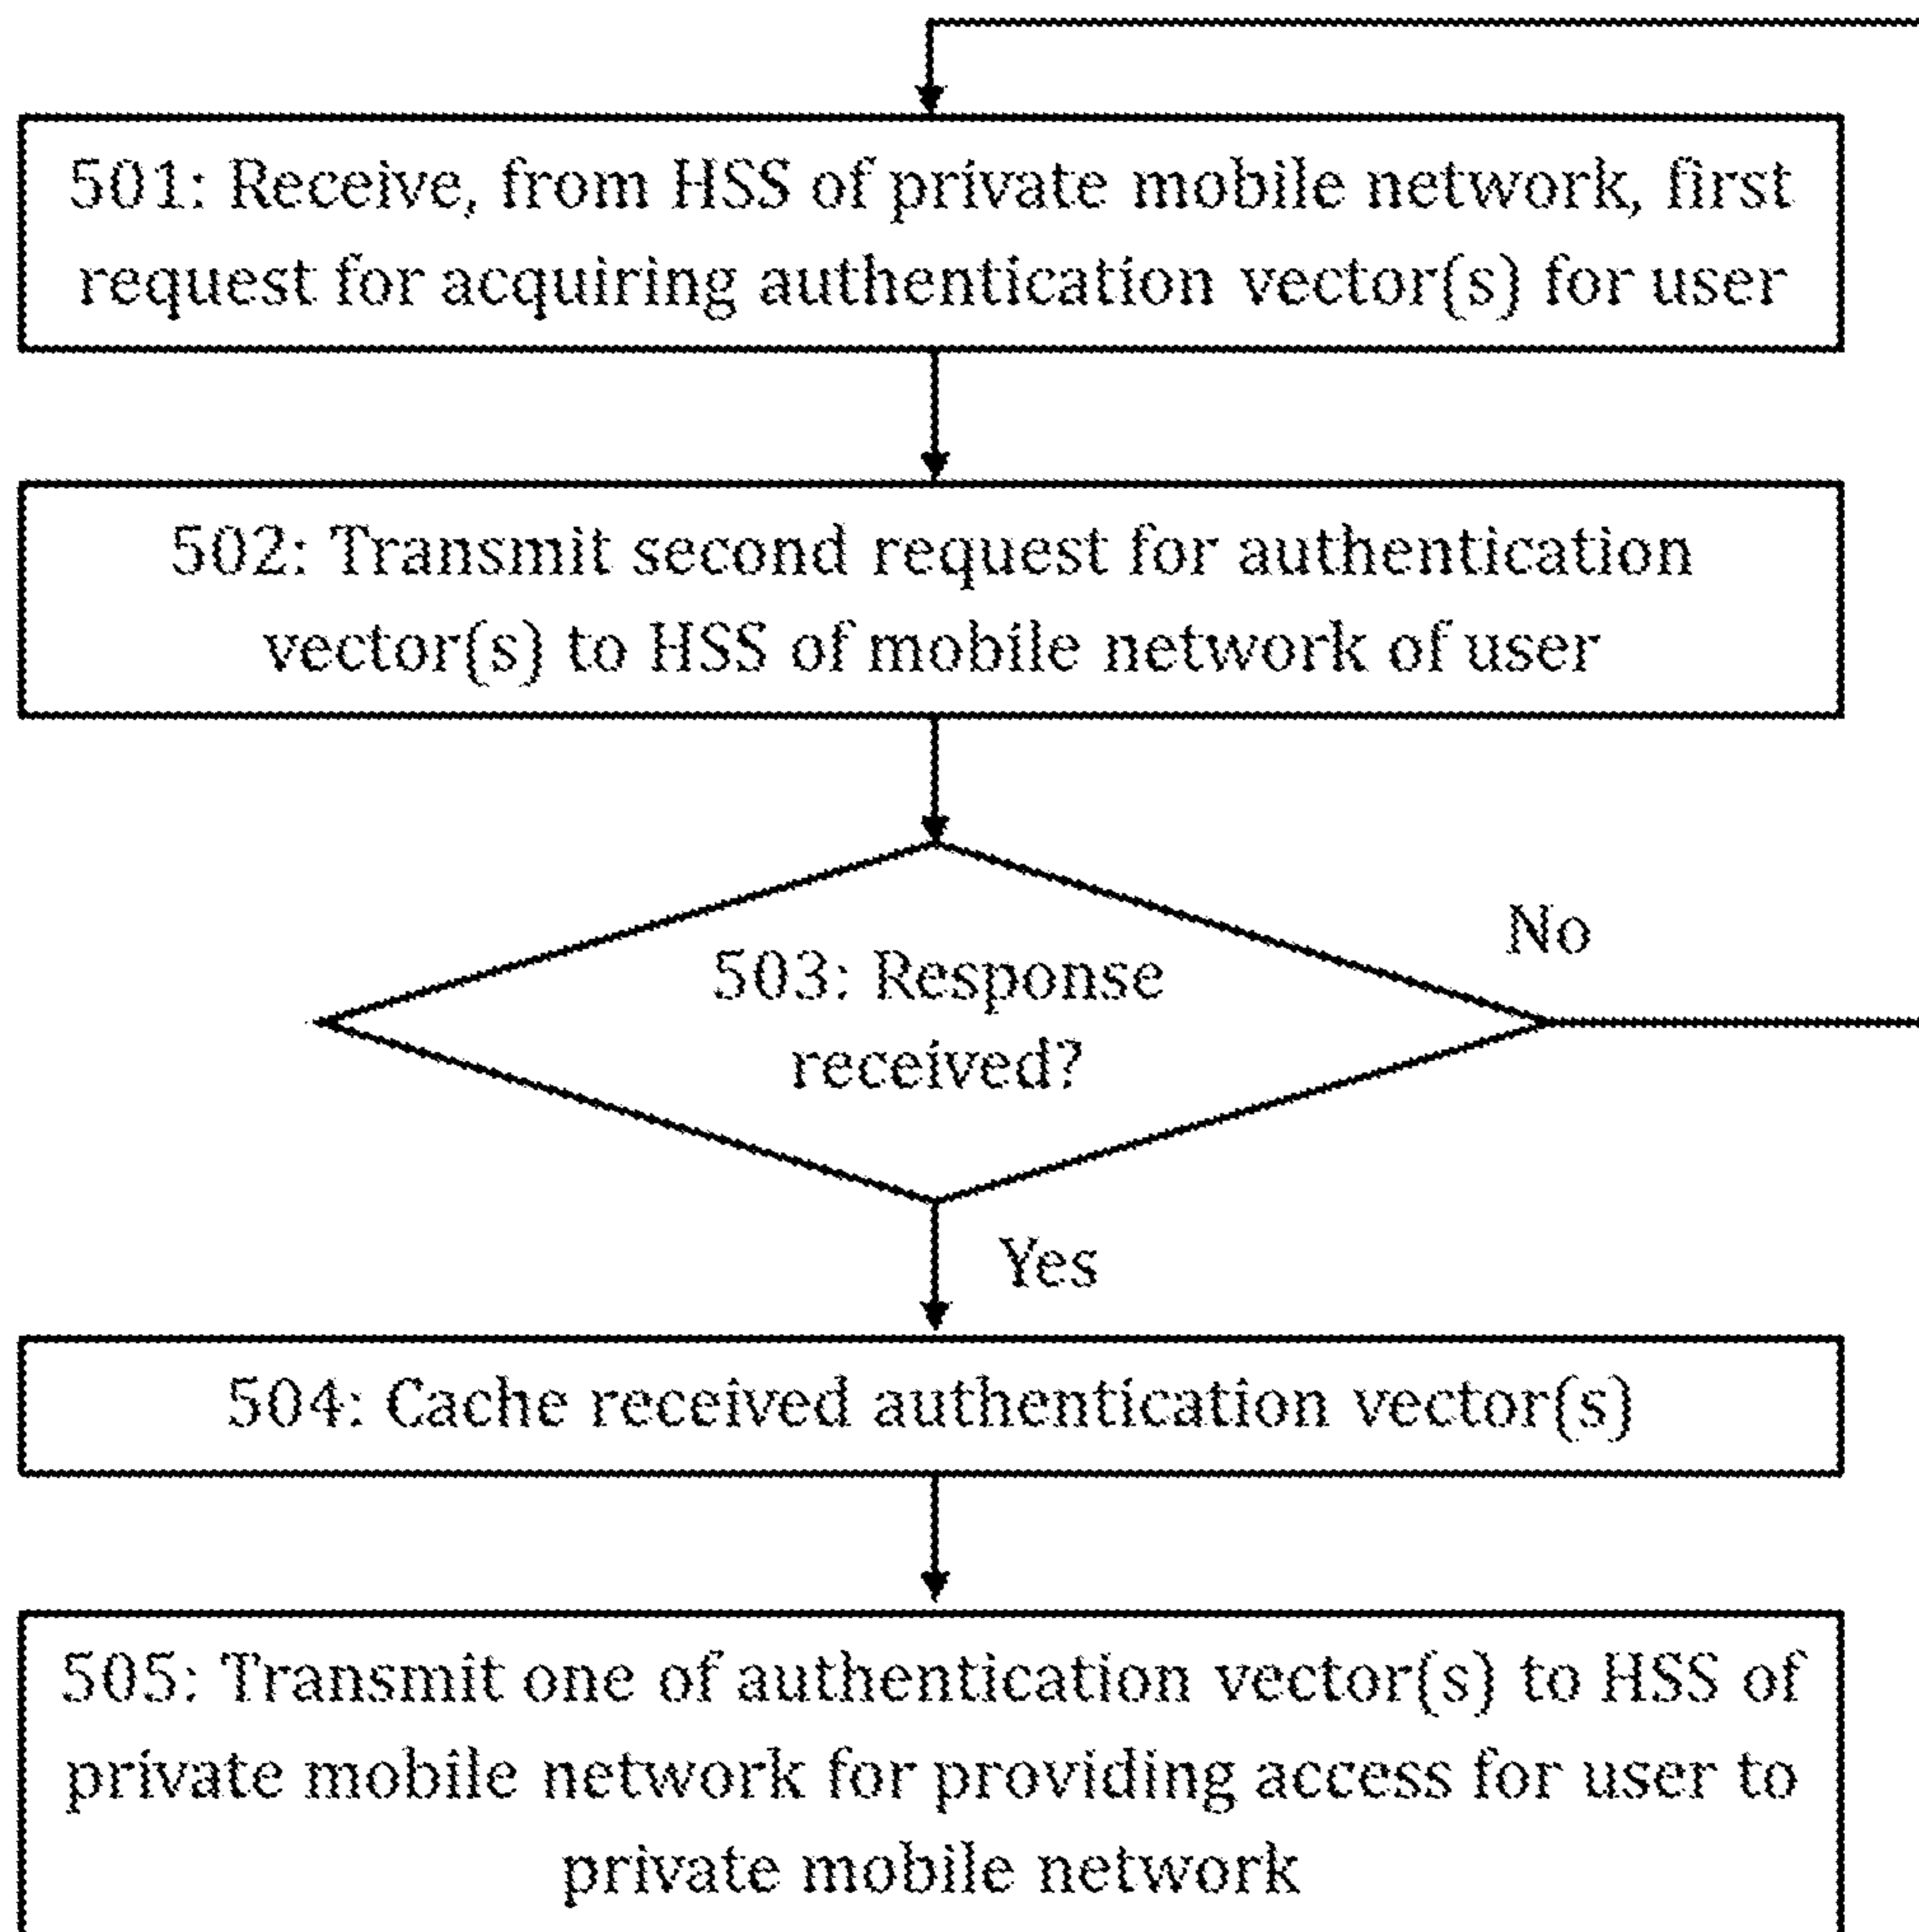 501: Receive, from HSS of private mobile network, first
request for acquiring authentication vector(s) for user
502: Transmit second request for authentication
vector(s) to HSS of mobile network of user
No
503: Response
received?
Yes
504: Cache received authentication vector(s)
505: Transmit one of authentication vector(s) to HSS of
private mobile network for providing access for user to
private mobile network